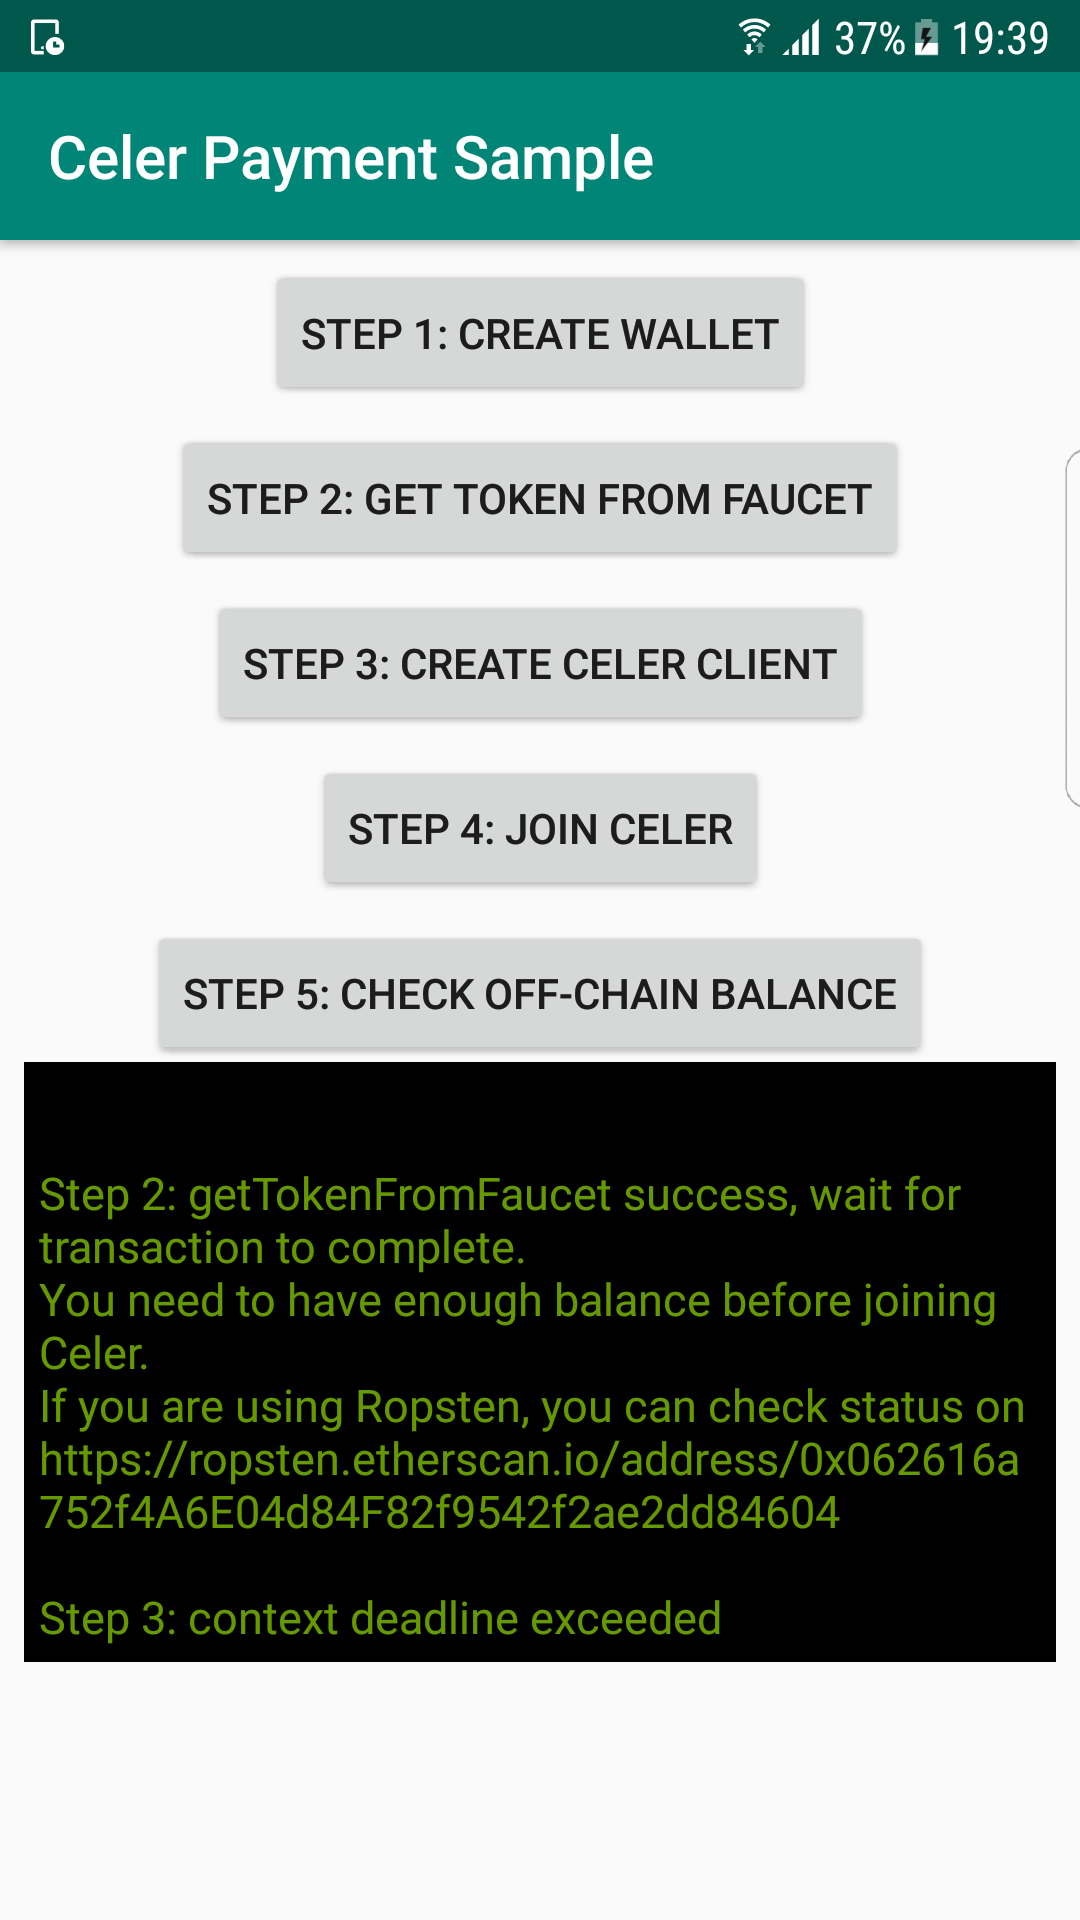 37% 19:39
Celer Payment Sample
STEP 1: CREATE WALLET
STEP 2: GET TOKEN FROM FAUCET
STEP 3: CREATE CELER CLIENT
STEP 4: JOIN CELER
STEP 5: CHECK OFF-CHAIN BALANCE
Step 2: getTokenFromFaucet success, wait for
transaction to complete.
You need to have enough balance before joining
Celer.
If you are using Ropsten, you can check status on
https://ropsten.etherscan.io/address/0x062616a
752f4A6E04d84F82f9542f2ae2dd84604
Step 3: context deadline exceeded